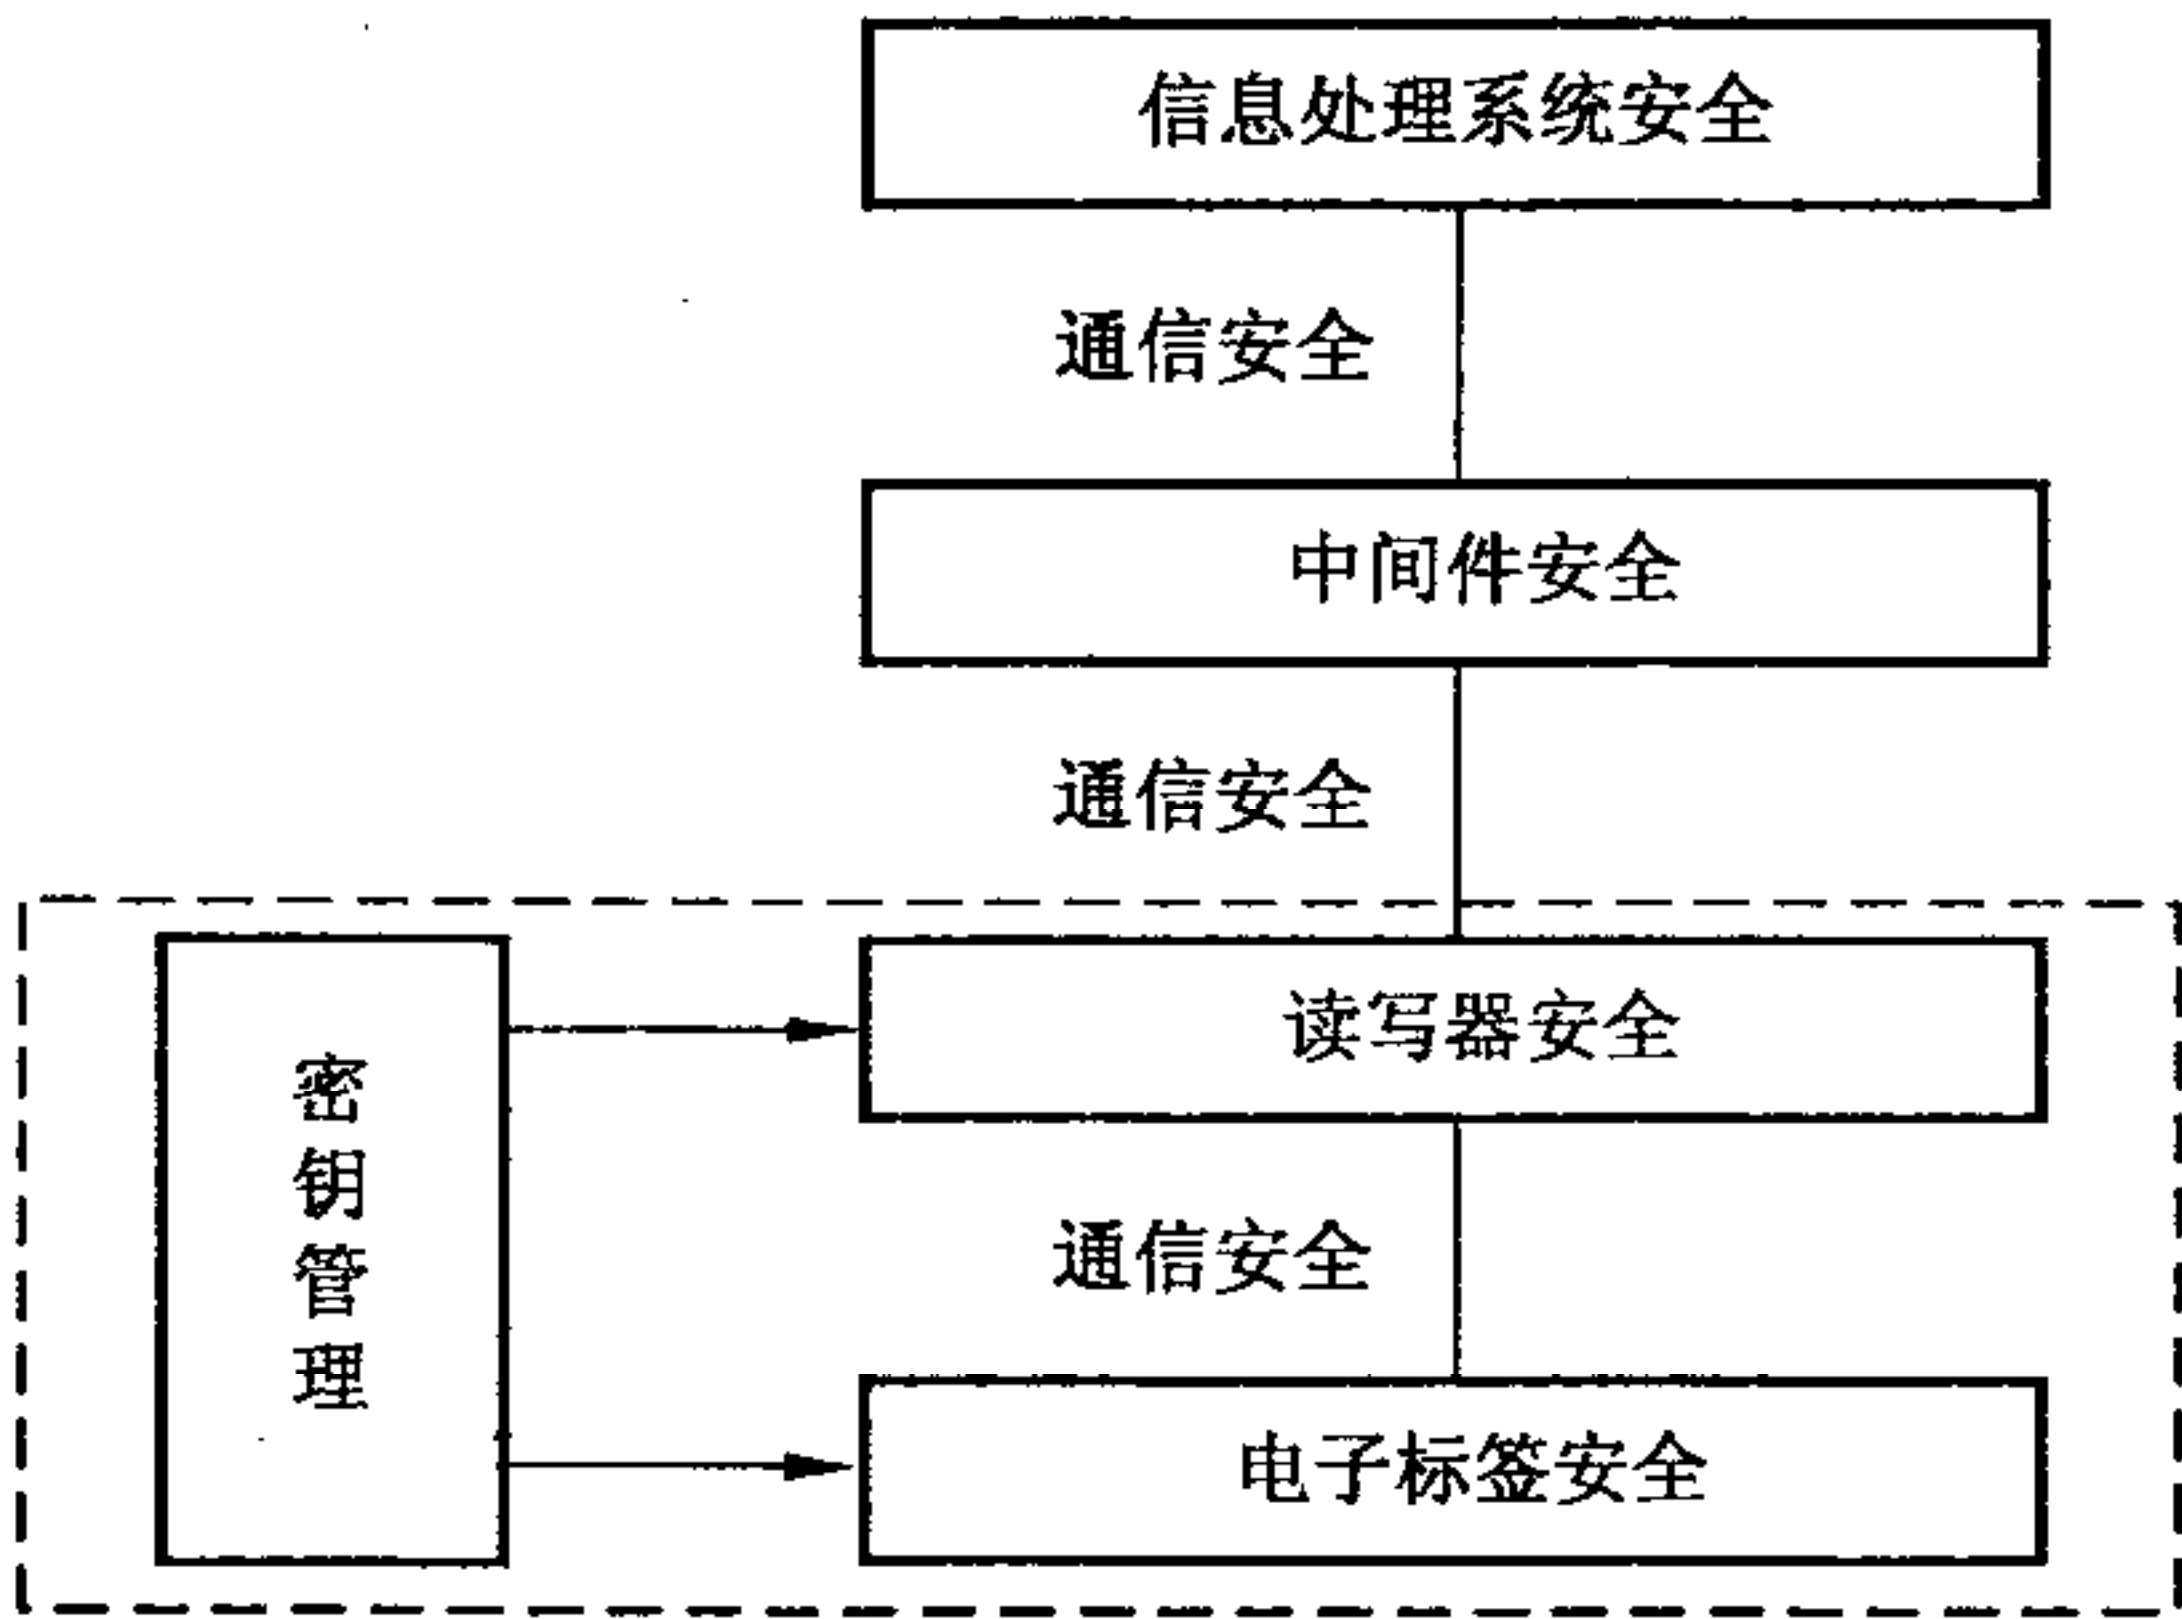 信息处理系统安全
通信安全
中间件安全
通信安全
读写器安全
密钥管理
通信安全
电子标签安全